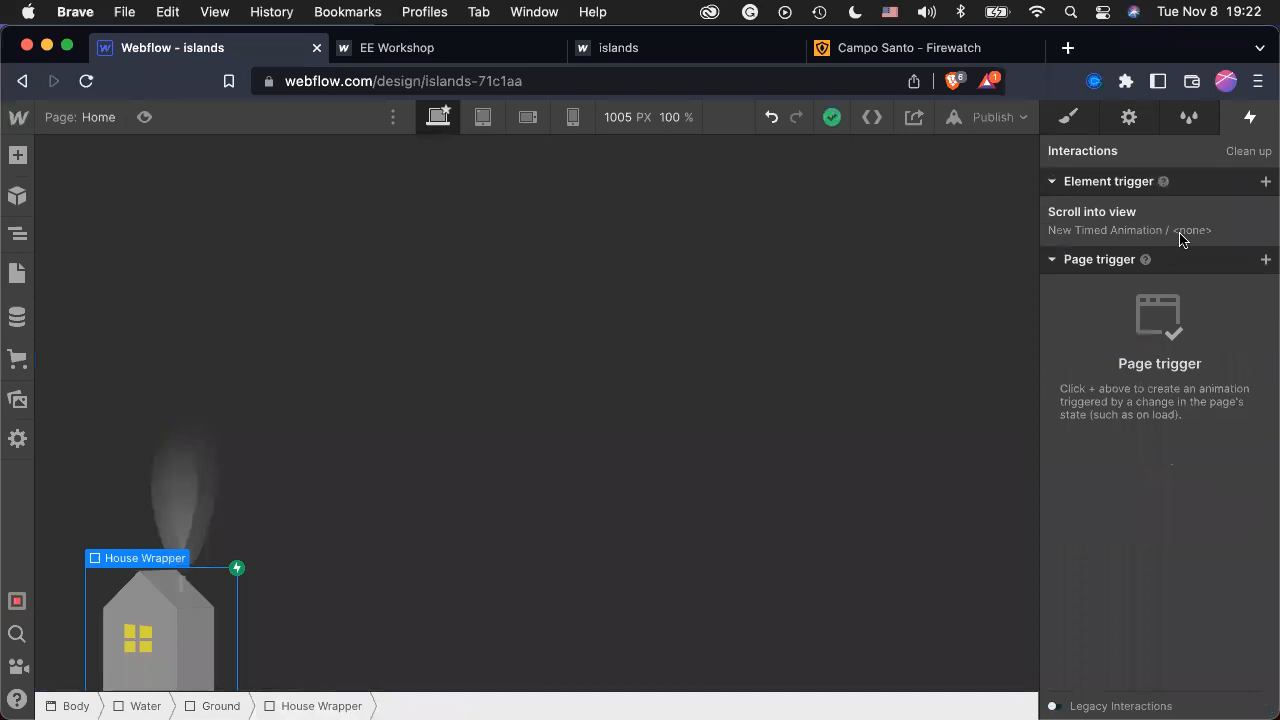 Brave File Edit View History Bookmarks Profiles Tab Window Help Tue Nov 8 19:22
Webflow - islands EE Workshop islands Campo Santo - Firewatch
webflow.com/design/islands-71c1aa 6 1
Page: Home 1005 PX 100 % Publish
Interactions Clean up
Element trigger ?
Scroll into view
New Timed Animation / <none>
Page trigger ?
Page trigger
Click + above to create an animation
triggered by a change in the page's
state (such as on load).
House Wrapper
Body Water Ground House Wrapper
Legacy Interactions